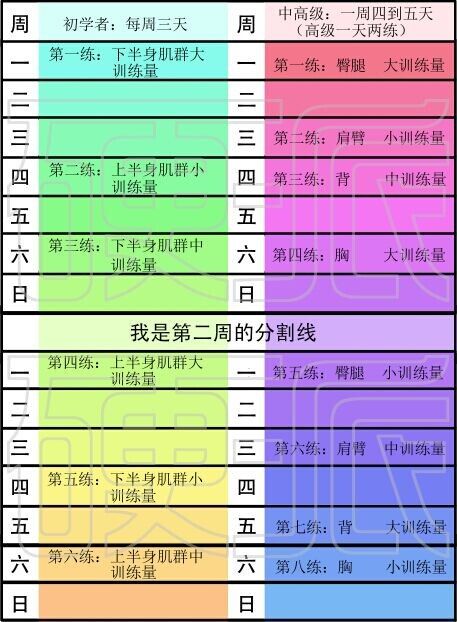 周 初学者：每周三天 周 中高级：一周四到五天
（高级一天两练）
一 第一练：下半身肌群大
训练量 一 第一练：臀腿 大训练量
二 二
三 三 第二练：肩臂 小训练量
四 第二练：上半身肌群小
训练量 四 第三练：背 中训练量
五 五
六 第三练：下半身肌群中
训练量 六 第四练：胸 大训练量
日 日
我是第二周的分割线
一 第四练：上半身肌群大
训练量 一 第五练：臀腿 小训练量
二 二
三 三 第六练：肩臂 中训练量
四 第五练：下半身肌群小
训练量 四
五 五 第七练：背 大训练量
六 第六练：上半身肌群中
训练量 六 第八练：胸 小训练量
日 日
硬派
硬派